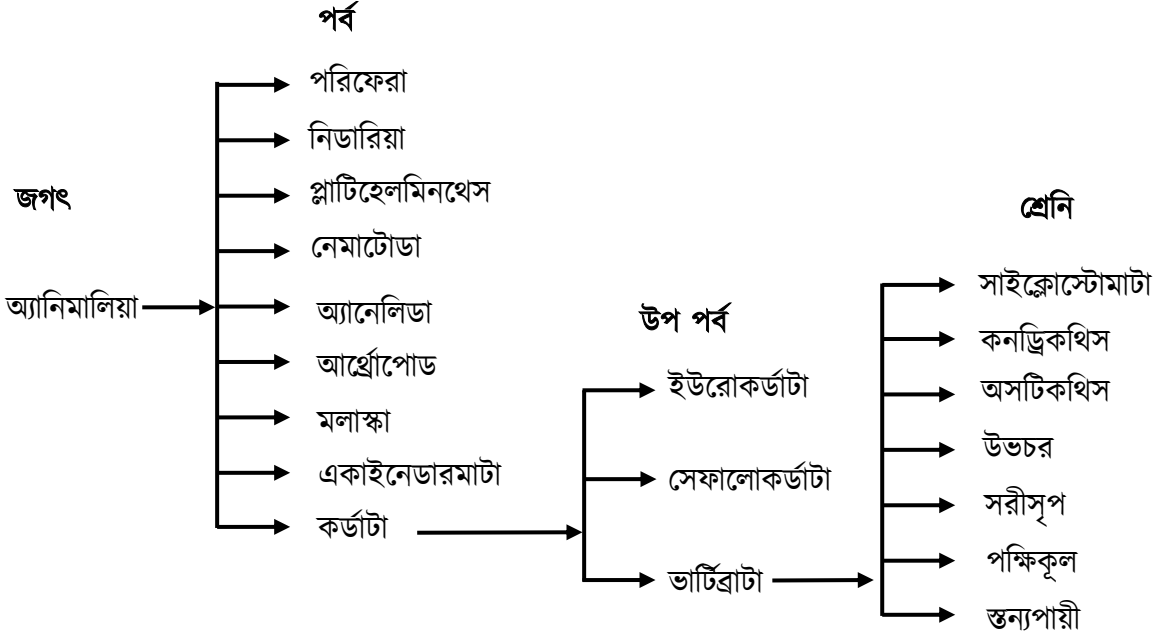 পর্ব
পরিফেরা
নিডারিয়া
প্লাটিহেলমিনথেস
নেমাটোডা
অ্যানেলিডা
আর্থ্রোপোড
মলাস্কা
একাইনেডারমাটা
কর্ডাটা
জগৎ
অ্যানিমালিয়া
উপ পর্ব
ইউরোকর্ডাটা
সেফালোকর্ডাটা
ভার্টিব্রাটা
শ্রেনি
সাইক্লোস্টোমাটা
কনড্রিকথিস
অসটিকথিস
উভচর
সরীসৃপ
পক্ষিকূল
স্তন্যপায়ী